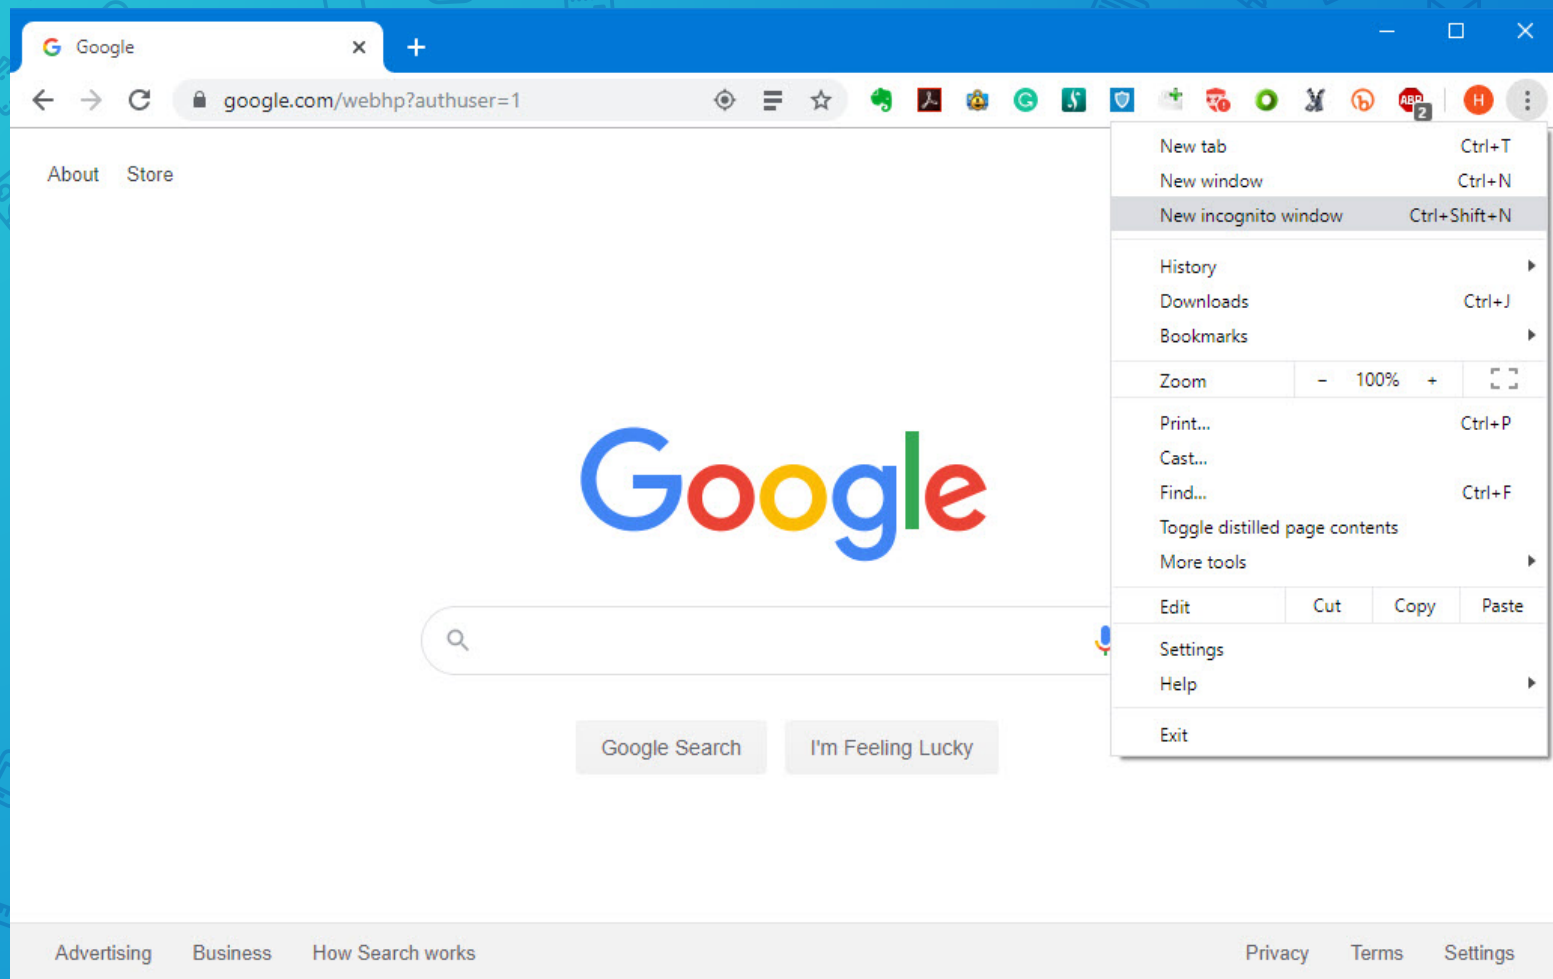 Google
google.com/webhp?authuser=1
ABP
2
H
About Store
New tab Ctrl+T
New window Ctrl+N
New incognito window Ctrl+Shift+N
History
Downloads Ctrl+J
Bookmarks
Zoom - 100% +
Print... Ctrl+P
Cast...
Find... Ctrl+F
Toggle distilled page contents
More tools
Edit Cut Copy Paste
Settings
Help
Exit
Google
Google Search I'm Feeling Lucky
Advertising Business How Search works Privacy Terms Settings